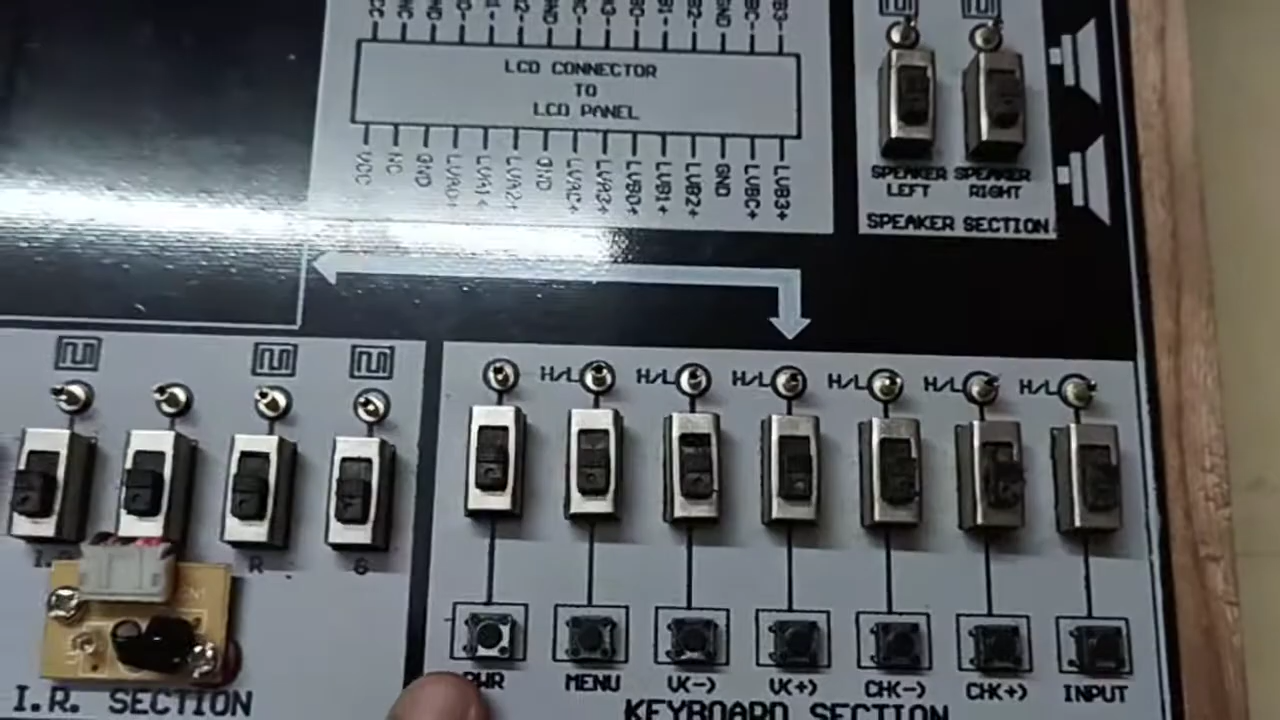 LCD CONNECTOR
TO
LCD PANEL
VCC NC GND LVA0+ LVA1+ LVA2+ GND LVAC+ LVA3+ LVB0+ LVB1+ LVB2+ GND LVBC+ LVB3+
SPEAKER LEFT
SPEAKER RIGHT
SPEAKER SECTION
H/L H/L H/L H/L H/L H/L
R
PWR MENU V(-) V(+) CH(-) CH(+) INPUT
I.R. SECTION
KEYBOARD SECTION